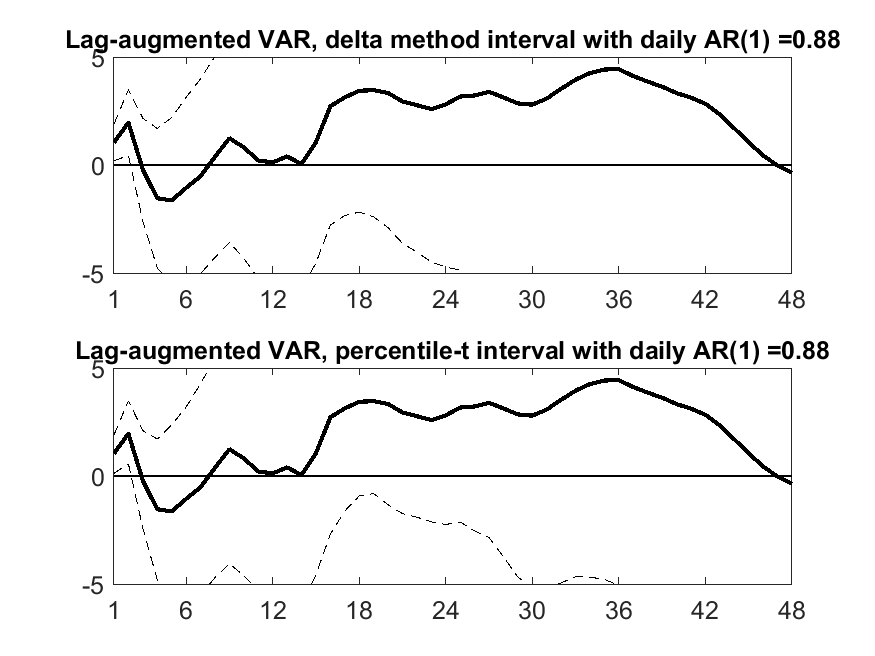 Lag-augmented VAR, delta method interval with daily AR(1) =0.88
5
0
-5
1 6 12 18 24 30 36 42 48
Lag-augmented VAR, percentile-t interval with daily AR(1) =0.88
5
0
-5
1 6 12 18 24 30 36 42 48